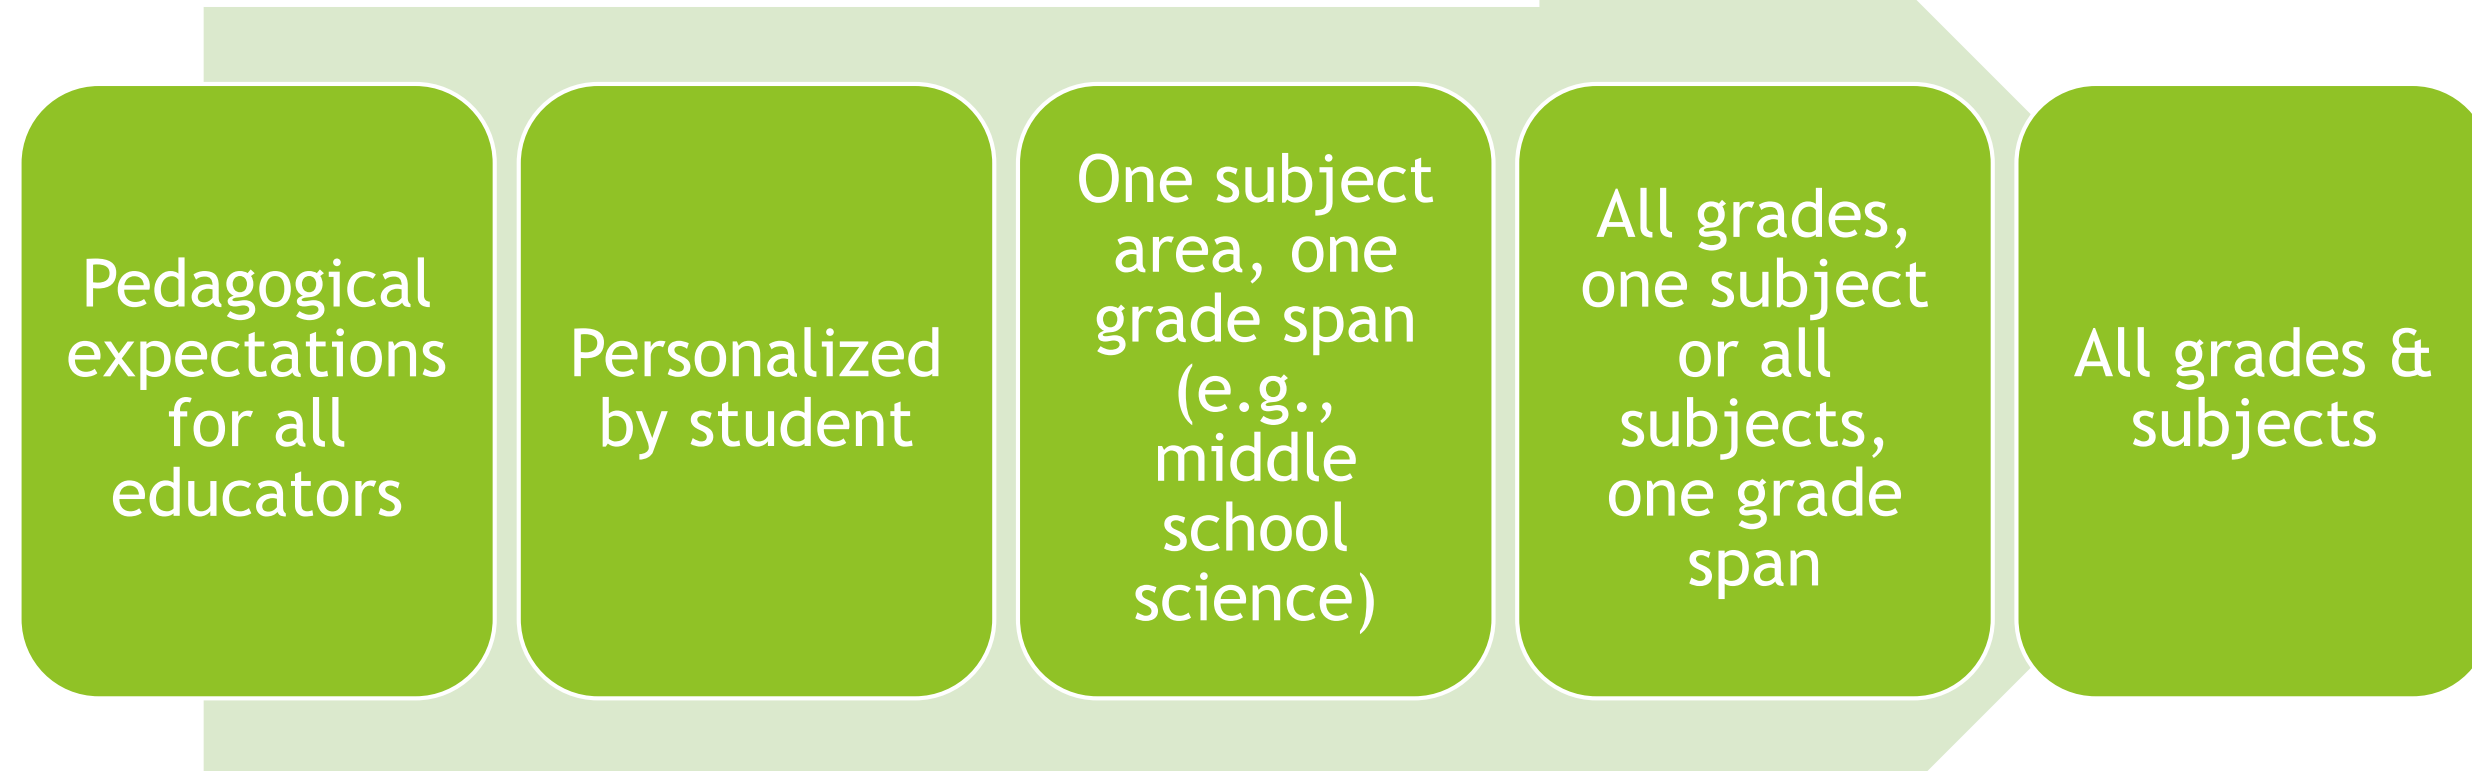 Pedagogical
expectations
for all
educators
Personalized
by student
One subject
area, one
grade span
(e.g.,
middle
school
science)
All grades,
one subject
or all
subjects,
one grade
span
All grades &
subjects